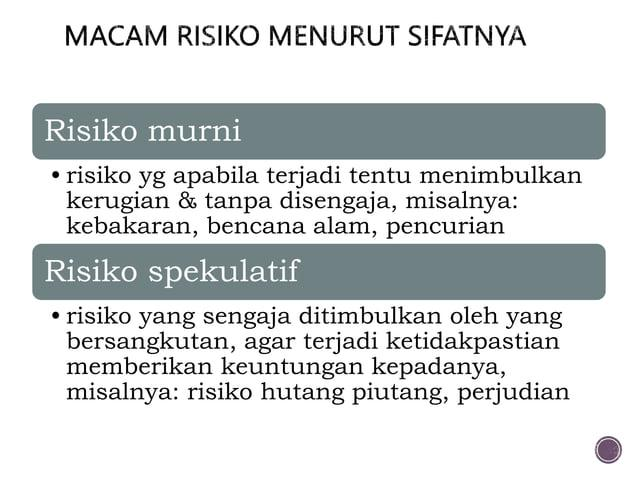 MACAM RISIKO MENURUT SIFATNYA
Risiko murni
• risiko yg apabila terjadi tentu menimbulkan
kerugian & tanpa disengaja, misalnya:
kebakaran, bencana alam, pencurian
Risiko spekulatif
• risiko yang sengaja ditimbulkan oleh yang
bersangkutan, agar terjadi ketidakpastian
memberikan keuntungan kepadanya,
misalnya: risiko hutang piutang, perjudian